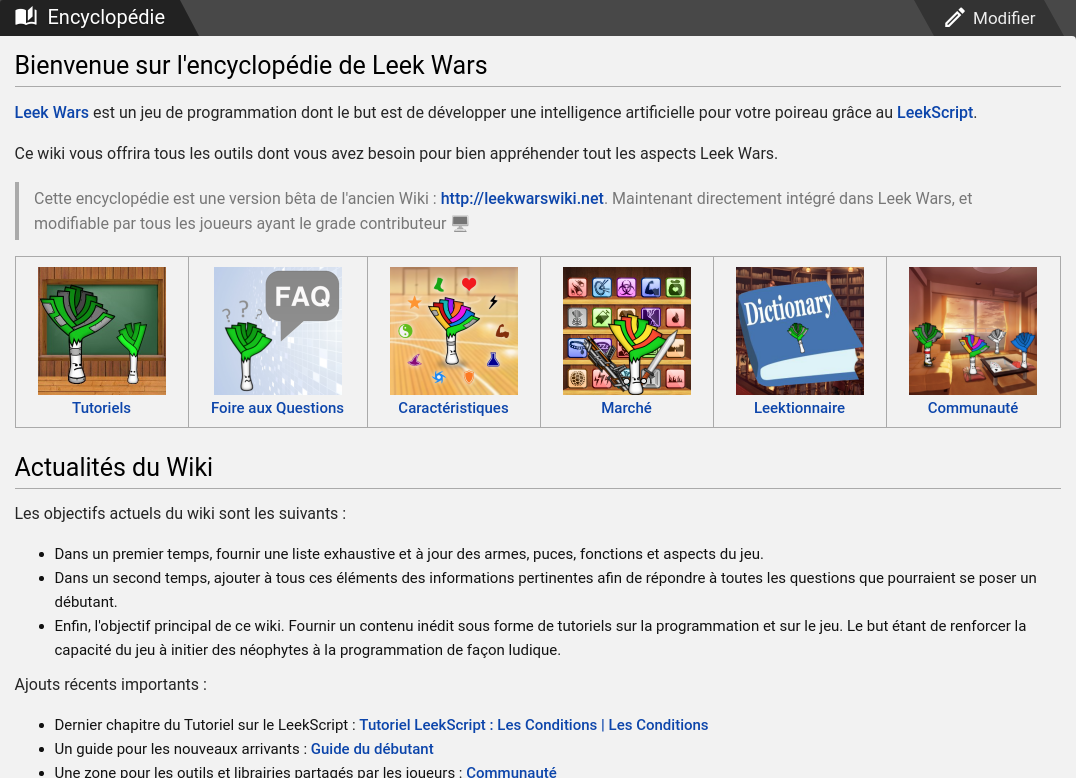 Encyclopédie
Modifier
Bienvenue sur l'encyclopédie de Leek Wars
Leek Wars est un jeu de programmation dont le but est de développer une intelligence artificielle pour votre poireau grâce au LeekScript.
Ce wiki vous offrira tous les outils dont vous avez besoin pour bien appréhender tout les aspects Leek Wars.
Cette encyclopédie est une version bêta de l'ancien Wiki : http://leekwarswiki.net. Maintenant directement intégré dans Leek Wars, et
modifiable par tous les joueurs ayant le grade contributeur
? ? ?
FAQ
Dictionary
Tutoriels
Foire aux Questions
Caractéristiques
Marché
Leektionnaire
Communauté
Actualités du Wiki
Les objectifs actuels du wiki sont les suivants :
Dans un premier temps, fournir une liste exhaustive et à jour des armes, puces, fonctions et aspects du jeu.
Dans un second temps, ajouter à tous ces éléments des informations pertinentes afin de répondre à toutes les questions que pourraient se poser un
débutant.
Enfin, l'objectif principal de ce wiki. Fournir un contenu inédit sous forme de tutoriels sur la programmation et sur le jeu. Le but étant de renforcer la
capacité du jeu à initier des néophytes à la programmation de façon ludique.
Ajouts récents importants :
Dernier chapitre du Tutoriel sur le LeekScript : Tutoriel LeekScript : Les Conditions | Les Conditions
Un guide pour les nouveaux arrivants : Guide du débutant
Une zone pour les outils et librairies partagés par les joueurs : Communauté